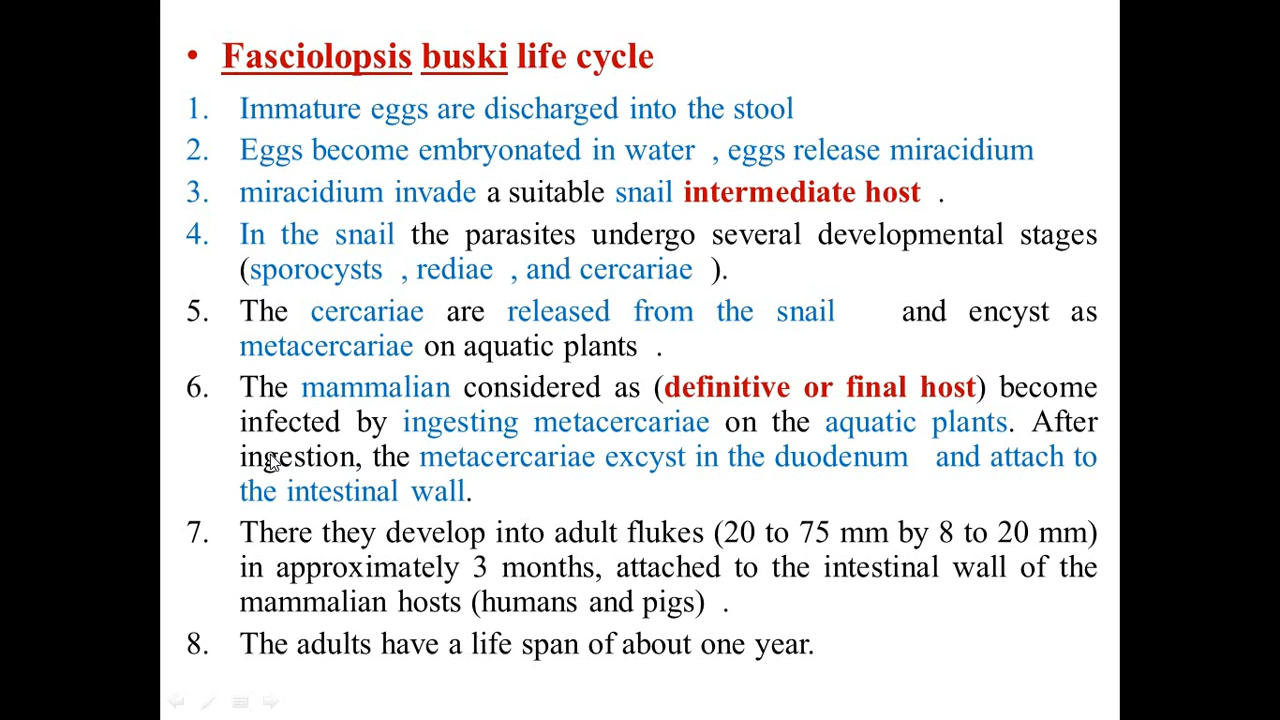 • Fasciolopsis buski life cycle
1. Immature eggs are discharged into the stool
2. Eggs become embryonated in water , eggs release miracidium
3. miracidium invade a suitable snail intermediate host .
4. In the snail the parasites undergo several developmental stages
(sporocysts , rediae , and cercariae ).
5. The cercariae are released from the snail and encyst as
metacercariae on aquatic plants .
6. The mammalian considered as (definitive or final host) become
infected by ingesting metacercariae on the aquatic plants. After
ingestion, the metacercariae excyst in the duodenum and attach to
the intestinal wall.
7. There they develop into adult flukes (20 to 75 mm by 8 to 20 mm)
in approximately 3 months, attached to the intestinal wall of the
mammalian hosts (humans and pigs) .
8. The adults have a life span of about one year.